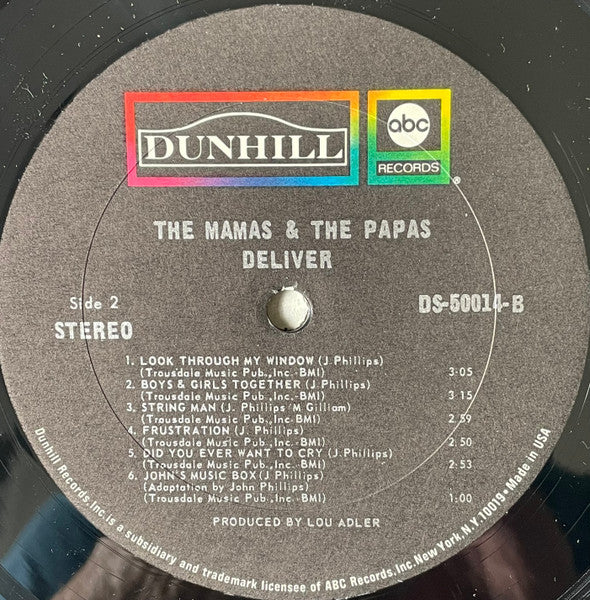 DUNHILL
abc
RECORDS
THE MAMAS & THE PAPAS
DELIVER
Side 2
STEREO
DS-50014-B
1. LOOK THROUGH MY WINDOW (J. Phillips)
(Trousdale Music Pub., Inc.-BMI) 3:05
2. BOYS & GIRLS TOGETHER (J. Phillips)
(Trousdale Music Pub., Inc.-BMI) 3:15
3. STRING MAN (J. Phillips M Gilliam)
(Trousdale Music Pub., Inc.-BMI) 2:59
4. FRUSTRATION (J. Phillips)
(Trousdale Music Pub., Inc.-BMI) 2:50
5. DID YOU EVER WANT TO CRY (J. Phillips)
(Trousdale Music Pub., Inc.-BMI) 2:53
6. JOHN'S MUSIC BOX (J. Phillips)
(Adaptation by John Phillips)
(Trousdale Music Pub., Inc.-BMI) 1:00
PRODUCED BY LOU ADLER
Dunhill Records, Inc. is a subsidiary and trademark licensee of ABC Records, Inc. New York, N.Y. 10019 • Made in USA